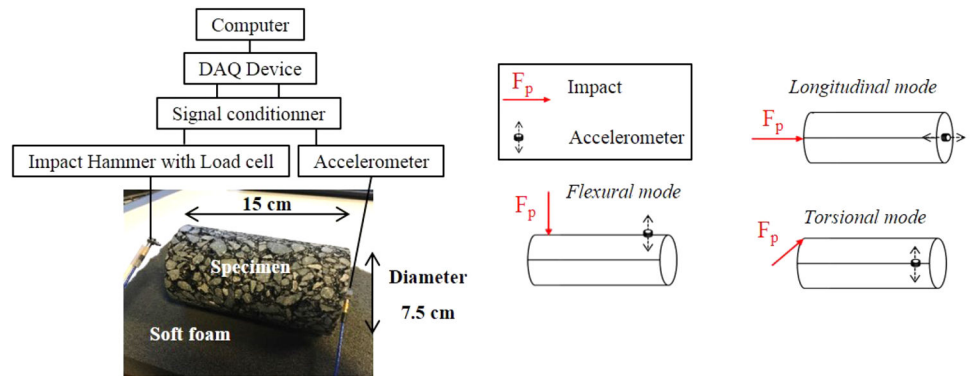 Computer
DAQ Device
Signal conditionner
Impact Hammer with Load cell
Accelerometer
15 cm
Specimen
Diameter
7.5 cm
Soft foam
Fp
Impact
Accelerometer
Flexural mode
Fp
Longitudinal mode
Fp
Torsional mode
Fp